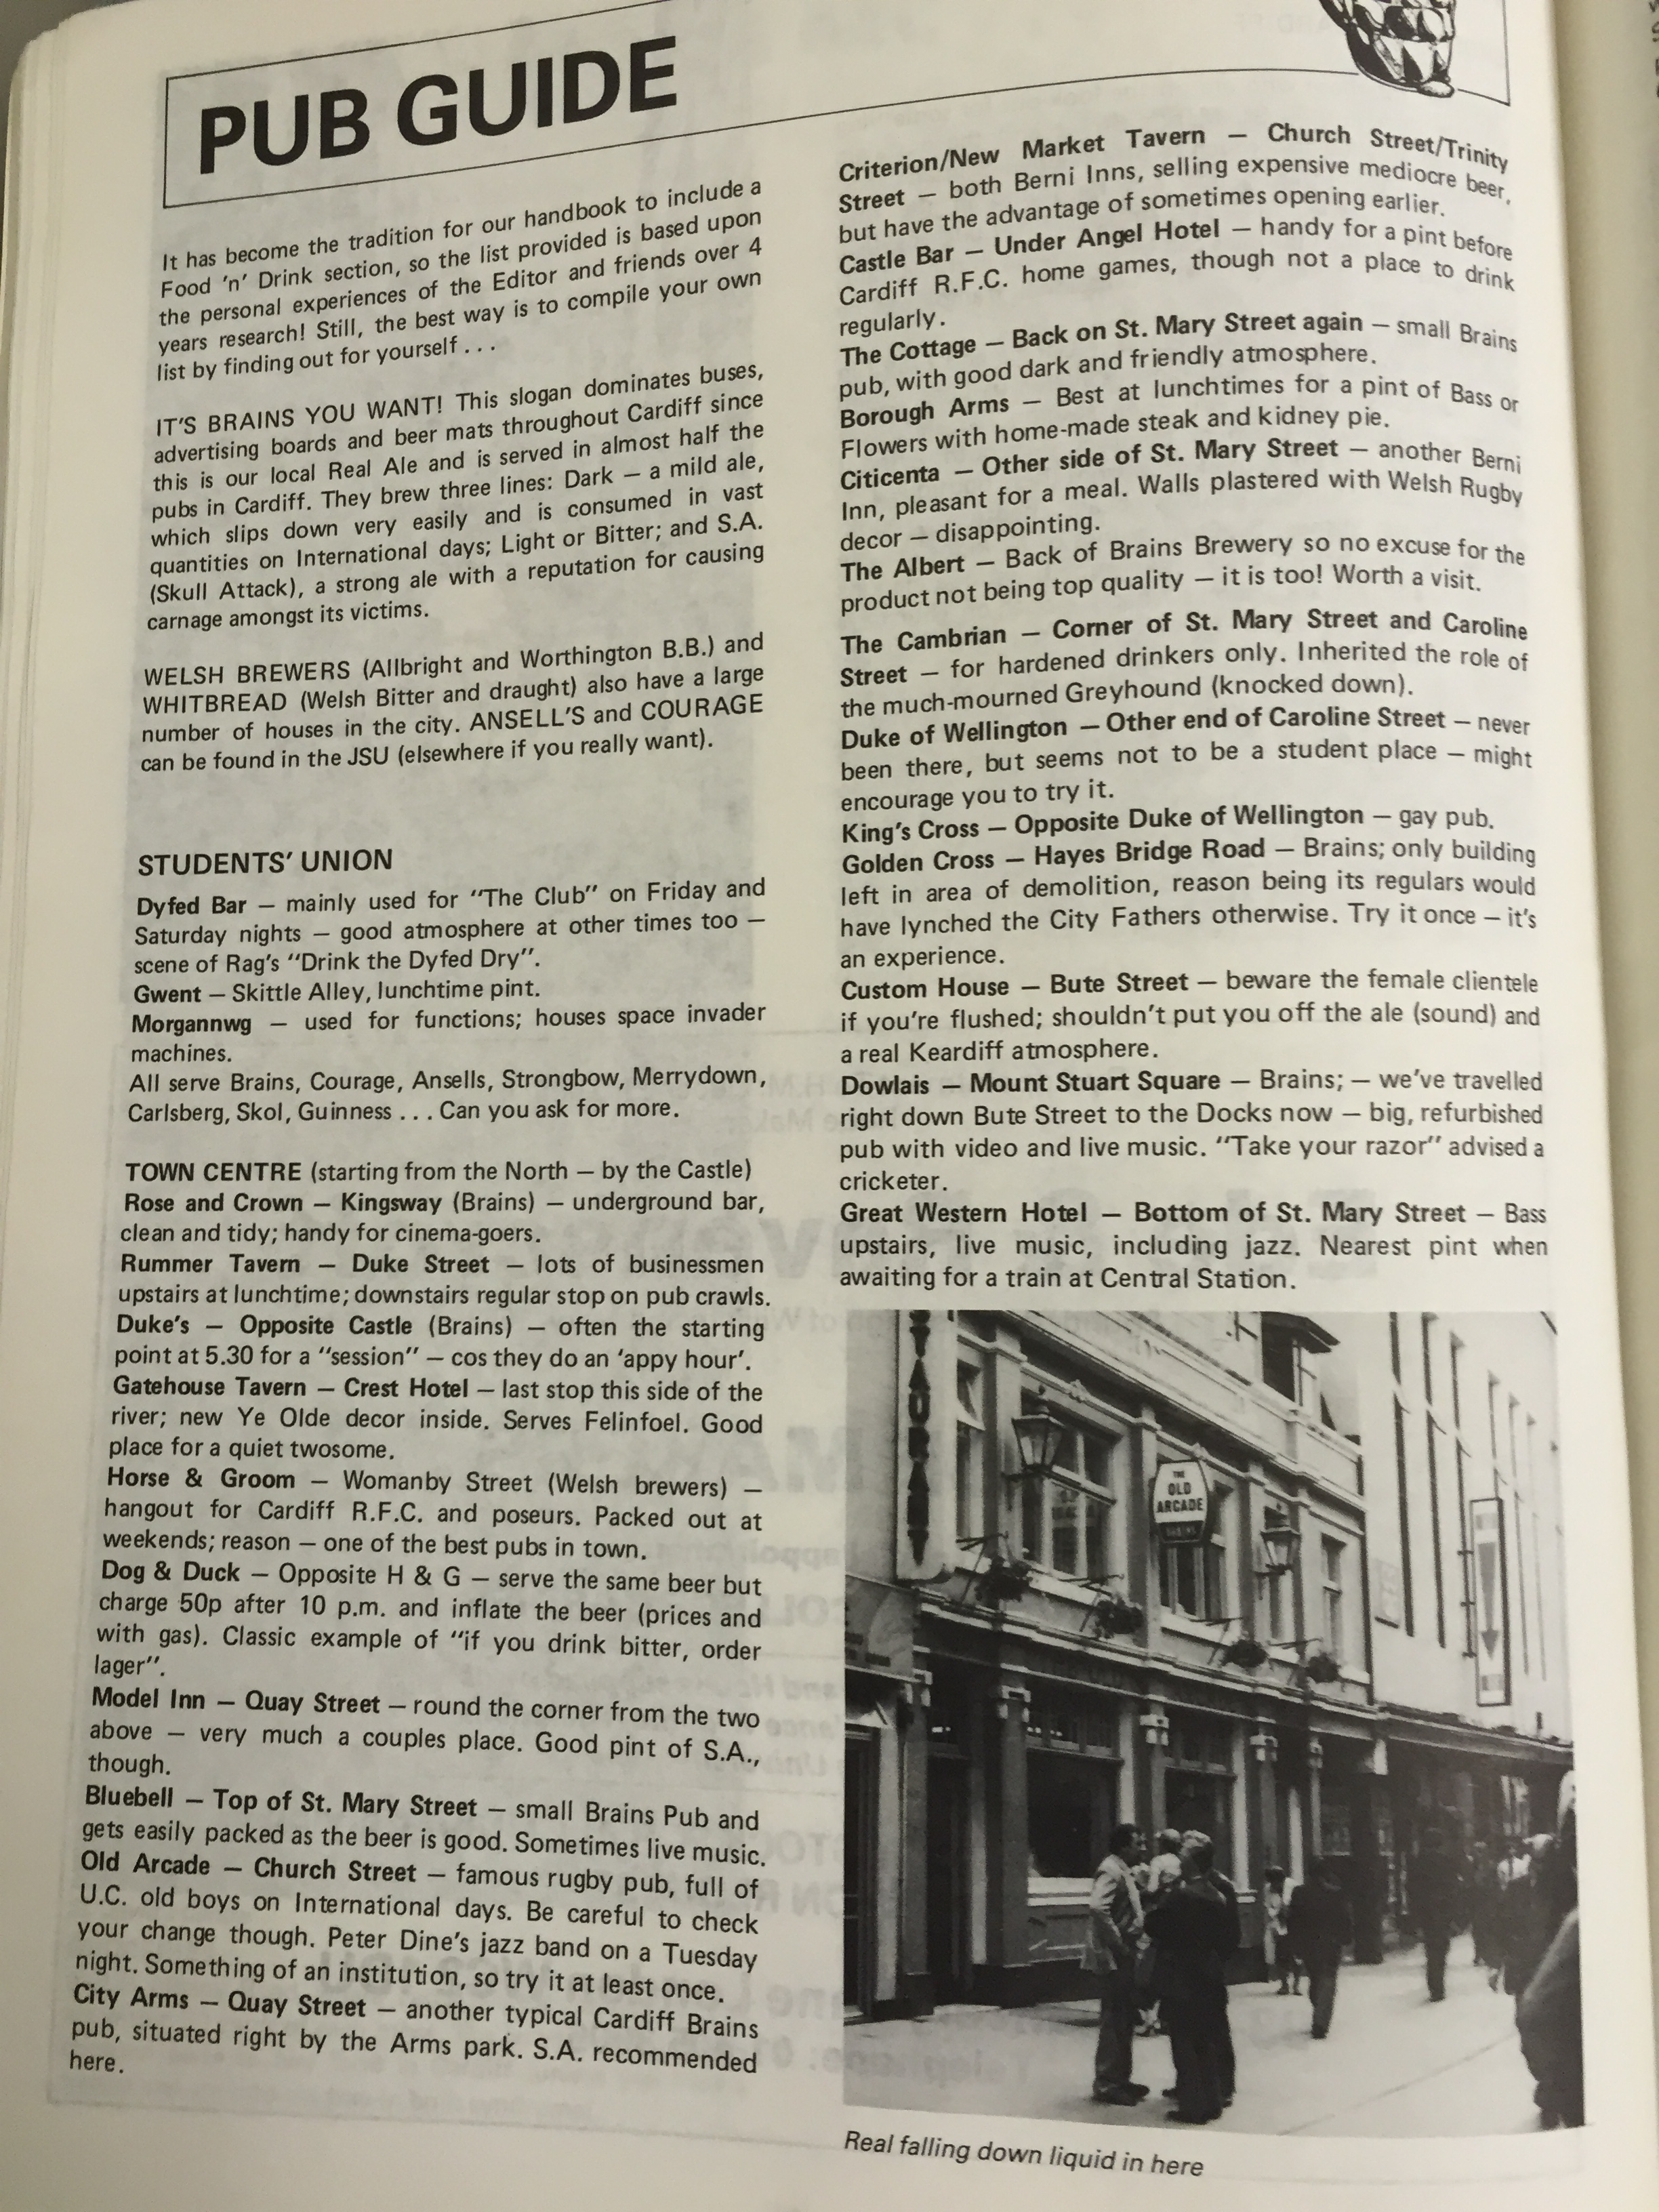 PUB GUIDE
It has become the tradition for our handbook to include a
Food 'n' Drink section, so the list provided is based upon
the personal experiences of the Editor and friends over 4
years research! Still, the best way is to compile your own
list by finding out for yourself . . .
IT'S BRAINS YOU WANT! This slogan dominates buses,
advertising boards and beer mats throughout Cardiff since
this is our local Real Ale and is served in almost half the
pubs in Cardiff. They brew three lines: Dark — a mild ale,
which slips down very easily and is consumed in vast
quantities on International days; Light or Bitter; and S.A.
(Skull Attack), a strong ale with a reputation for causing
carnage amongst its victims.
WELSH BREWERS (Allbright and Worthington B.B.) and
WHITBREAD (Welsh Bitter and draught) also have a large
number of houses in the city. ANSELL'S and COURAGE
can be found in the JSU (elsewhere if you really want).
STUDENTS' UNION
Dyfed Bar — mainly used for "The Club" on Friday and
Saturday nights — good atmosphere at other times too —
scene of Rag's "Drink the Dyfed Dry".
Gwent — Skittle Alley, lunchtime pint.
Morgannwg — used for functions; houses space invader
machines.
All serve Brains, Courage, Ansells, Strongbow, Merrydown,
Carlsberg, Skol, Guinness . . . Can you ask for more.
TOWN CENTRE (starting from the North — by the Castle)
Rose and Crown — Kingsway (Brains) — underground bar,
clean and tidy; handy for cinema-goers.
Rummer Tavern — Duke Street — lots of businessmen
upstairs at lunchtime; downstairs regular stop on pub crawls.
Duke's — Opposite Castle (Brains) — often the starting
point at 5.30 for a "session" — cos they do an 'appy hour'.
Gatehouse Tavern — Crest Hotel — last stop this side of the
river; new Ye Olde decor inside. Serves Felinfoel. Good
place for a quiet twosome.
Horse & Groom — Womanby Street (Welsh brewers) —
hangout for Cardiff R.F.C. and poseurs. Packed out at
weekends; reason — one of the best pubs in town.
Dog & Duck — Opposite H & G — serve the same beer but
charge 50p after 10 p.m. and inflate the beer (prices and
with gas). Classic example of "if you drink bitter, order
lager".
Model Inn — Quay Street — round the corner from the two
above — very much a couples place. Good pint of S.A.,
though.
Bluebell — Top of St. Mary Street — small Brains Pub and
gets easily packed as the beer is good. Sometimes live music.
Old Arcade — Church Street — famous rugby pub, full of
U.C. old boys on International days. Be careful to check
your change though. Peter Dine's jazz band on a Tuesday
night. Something of an institution, so try it at least once.
City Arms — Quay Street — another typical Cardiff Brains
pub, situated right by the Arms park. S.A. recommended
here.
Criterion/New Market Tavern — Church Street/Trinity
Street — both Berni Inns, selling expensive mediocre beer,
but have the advantage of sometimes opening earlier.
Castle Bar — Under Angel Hotel — handy for a pint before
Cardiff R.F.C. home games, though not a place to drink
regularly.
The Cottage — Back on St. Mary Street again — small Brains
pub, with good dark and friendly atmosphere.
Borough Arms — Best at lunchtimes for a pint of Bass or
Flowers with home-made steak and kidney pie.
Citicenta — Other side of St. Mary Street — another Berni
Inn, pleasant for a meal. Walls plastered with Welsh Rugby
decor — disappointing.
The Albert — Back of Brains Brewery so no excuse for the
product not being top quality — it is too! Worth a visit.
The Cambrian — Corner of St. Mary Street and Caroline
Street — for hardened drinkers only. Inherited the role of
the much-mourned Greyhound (knocked down).
Duke of Wellington — Other end of Caroline Street — never
been there, but seems not to be a student place — might
encourage you to try it.
King's Cross — Opposite Duke of Wellington — gay pub.
Golden Cross — Hayes Bridge Road — Brains; only building
left in area of demolition, reason being its regulars would
have lynched the City Fathers otherwise. Try it once — it's
an experience.
Custom House — Bute Street — beware the female clientele
if you're flushed; shouldn't put you off the ale (sound) and
a real Keardiff atmosphere.
Dowlais — Mount Stuart Square — Brains; — we've travelled
right down Bute Street to the Docks now — big, refurbished
pub with video and live music. "Take your razor" advised a
cricketer.
Great Western Hotel — Bottom of St. Mary Street — Bass
upstairs, live music, including jazz. Nearest pint when
awaiting for a train at Central Station.
THE
OLD
ARCADE
BRAINS
Real falling down liquid in here